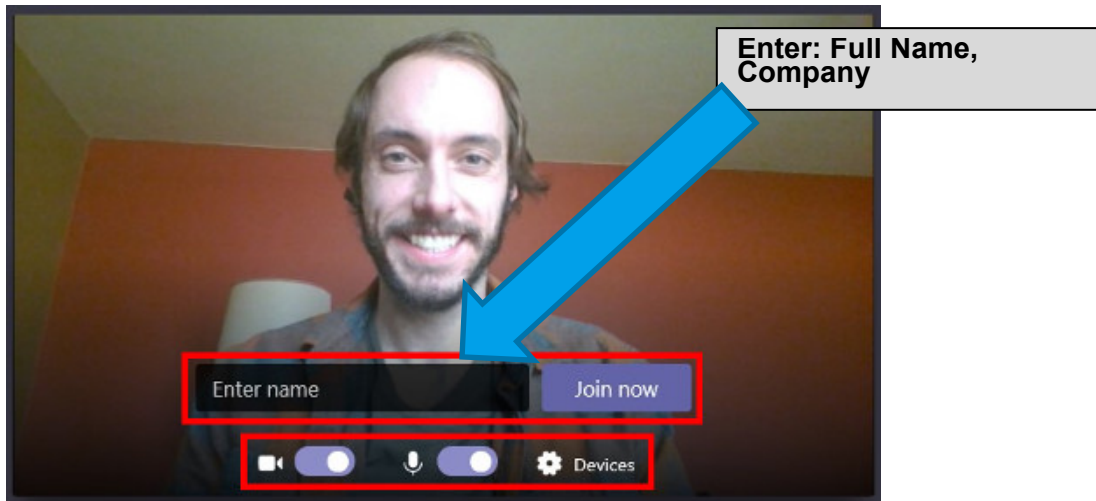 Enter: Full Name,
Company
Enter name
Join now
Devices